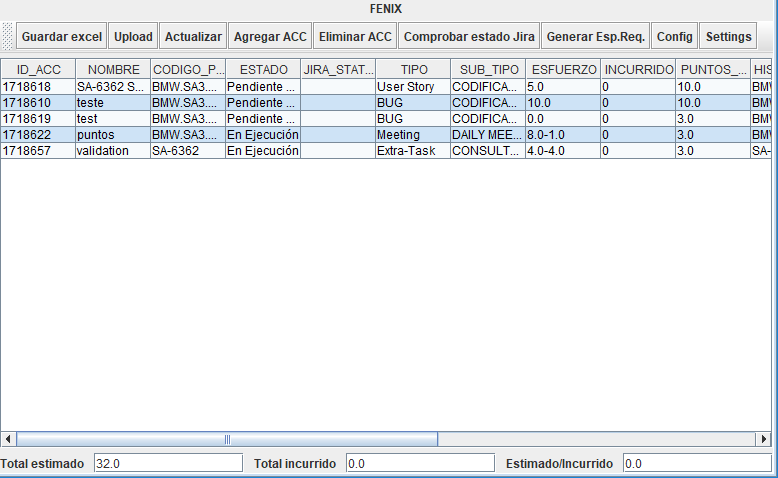 FENIX
Guardar excel Upload Actualizar Agregar ACC Eliminar ACC Comprobar estado Jira Generar Esp.Req. Config Settings
ID_ACC NOMBRE CODIGO_P... ESTADO JIRA_STAT... TIPO SUB_TIPO ESFUERZO INCURRIDO PUNTOS_... HIS
1718618 SA-6362 S... BMW.SA3.... Pendiente ... User Story CODIFICA... 5.0 0 10.0 BMW
1718610 teste BMW.SA3.... Pendiente ... BUG CODIFICA... 10.0 0 10.0 BMW
1718619 test BMW.SA3.... Pendiente ... BUG CODIFICA... 0.0 0 3.0 BMW
1718622 puntos BMW.SA3.... En Ejecución Meeting DAILY MEE... 8.0-1.0 0 3.0 BMW
1718657 validation SA-6362 En Ejecución Extra-Task CONSULT... 4.0-4.0 0 3.0 SA-
Total estimado 32.0 Total incurrido 0.0 Estimado/Incurrido 0.0